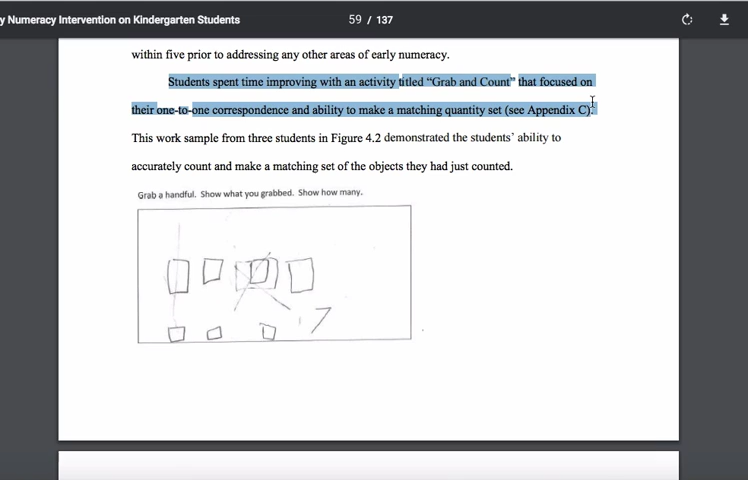 y Numeracy Intervention on Kindergarten Students
59 / 137
within five prior to addressing any other areas of early numeracy.
Students spent time improving with an activity titled “Grab and Count” that focused on
their one-to-one correspondence and ability to make a matching quantity set (see Appendix C).
This work sample from three students in Figure 4.2 demonstrated the students’ ability to
accurately count and make a matching set of the objects they had just counted.
Grab a handful. Show what you grabbed. Show how many.
7